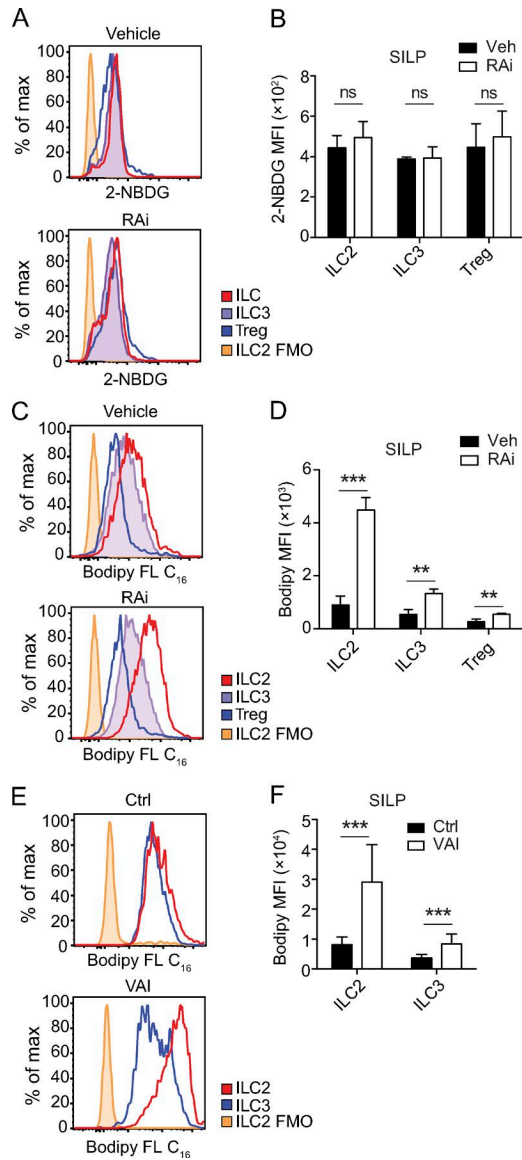 A
Vehicle
% of max
100
80
60
40
20
0
2-NBDG
RAi
% of max
100
80
60
40
20
0
2-NBDG
ILC
ILC3
Treg
ILC2 FMO
B
SILP
Veh
RAi
2-NBDG MFI (×10²)
8
6
4
2
0
ns
ns
ns
ILC2
ILC3
Treg
C
Vehicle
% of max
100
80
60
40
20
0
Bodipy FL C₁₆
RAi
% of max
100
80
60
40
20
0
Bodipy FL C₁₆
ILC2
ILC3
Treg
ILC2 FMO
D
SILP
Veh
RAi
Bodipy MFI (×10³)
6
4
2
0
***
**
**
ILC2
ILC3
Treg
E
Ctrl
% of max
100
80
60
40
20
0
Bodipy FL C₁₆
VAI
% of max
100
80
60
40
20
0
Bodipy FL C₁₆
ILC2
ILC3
ILC2 FMO
F
SILP
Ctrl
VAI
Bodipy MFI (×10⁴)
5
4
3
2
1
0
***
***
ILC2
ILC3